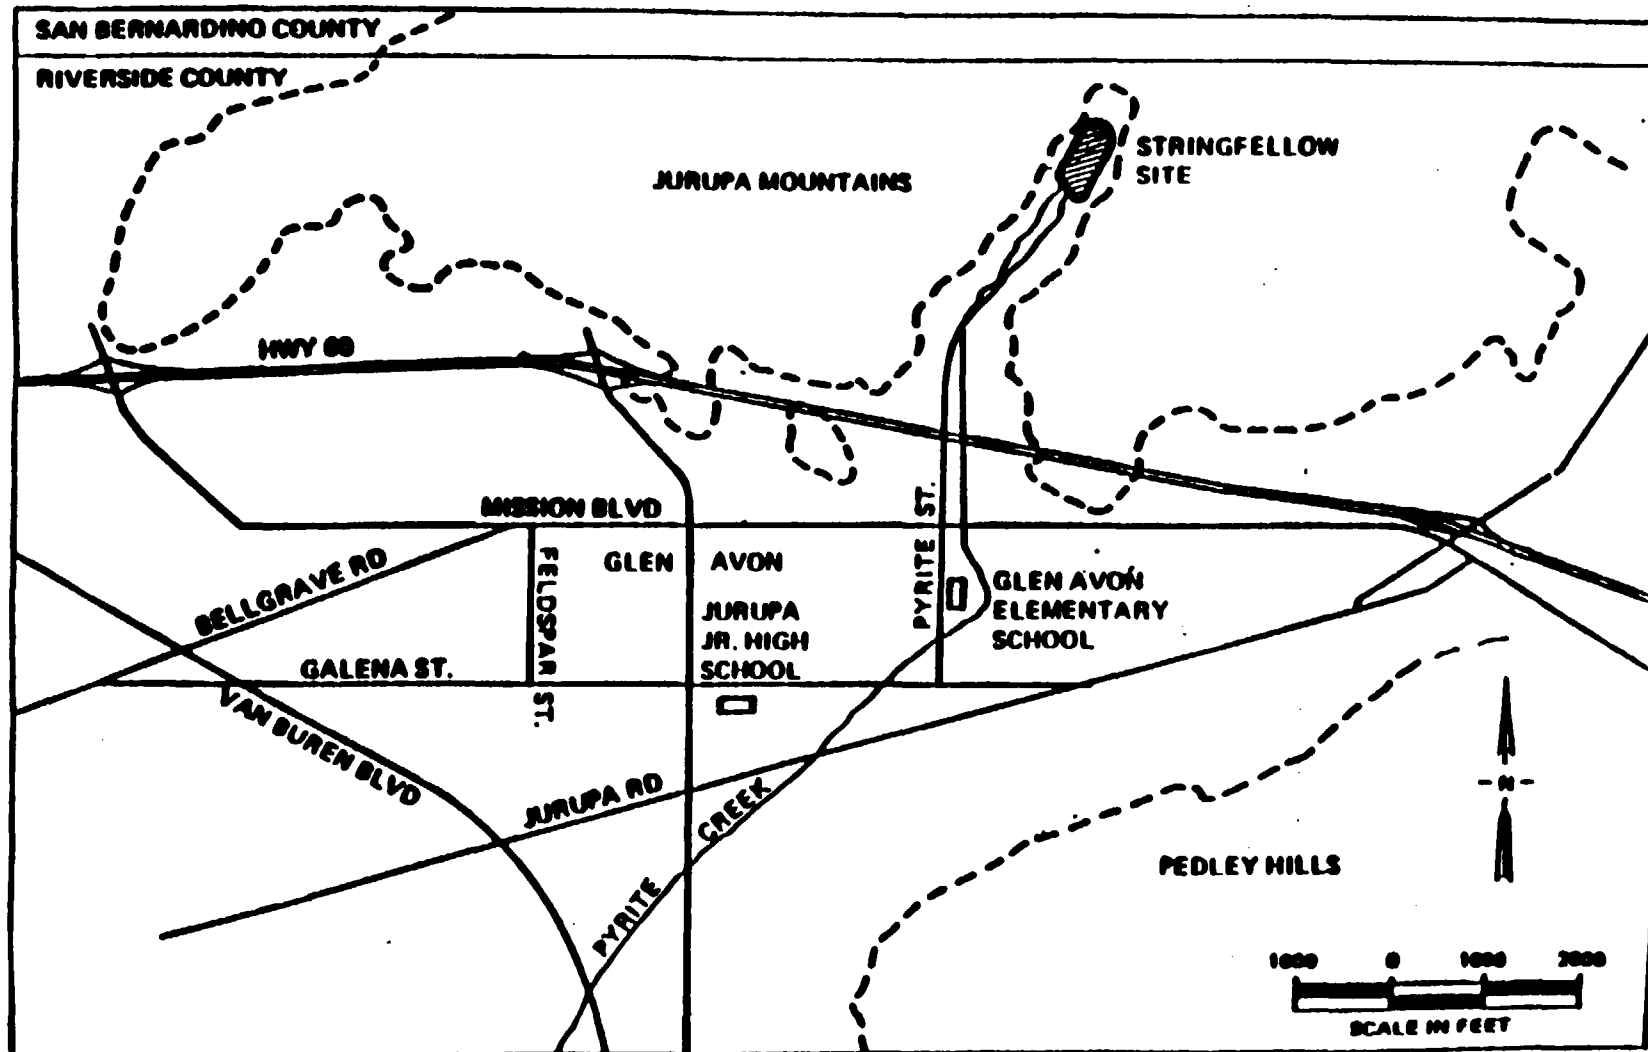 SAN BERNARDINO COUNTY
RIVERSIDE COUNTY
STRINGFELLOW
SITE
JURUPA MOUNTAINS
HWY 60
MISSION BLVD
PYRITE ST.
BELLGRAVE RD
FELDSPAR ST.
GLEN AVON
GLEN AVON
ELEMENTARY
SCHOOL
JURUPA
JR. HIGH
SCHOOL
GALENA ST.
VAN BUREN BLVD
JURUPA RD
PYRITE CREEK
N
PEDLEY HILLS
1000 0 1000 2000
SCALE IN FEET